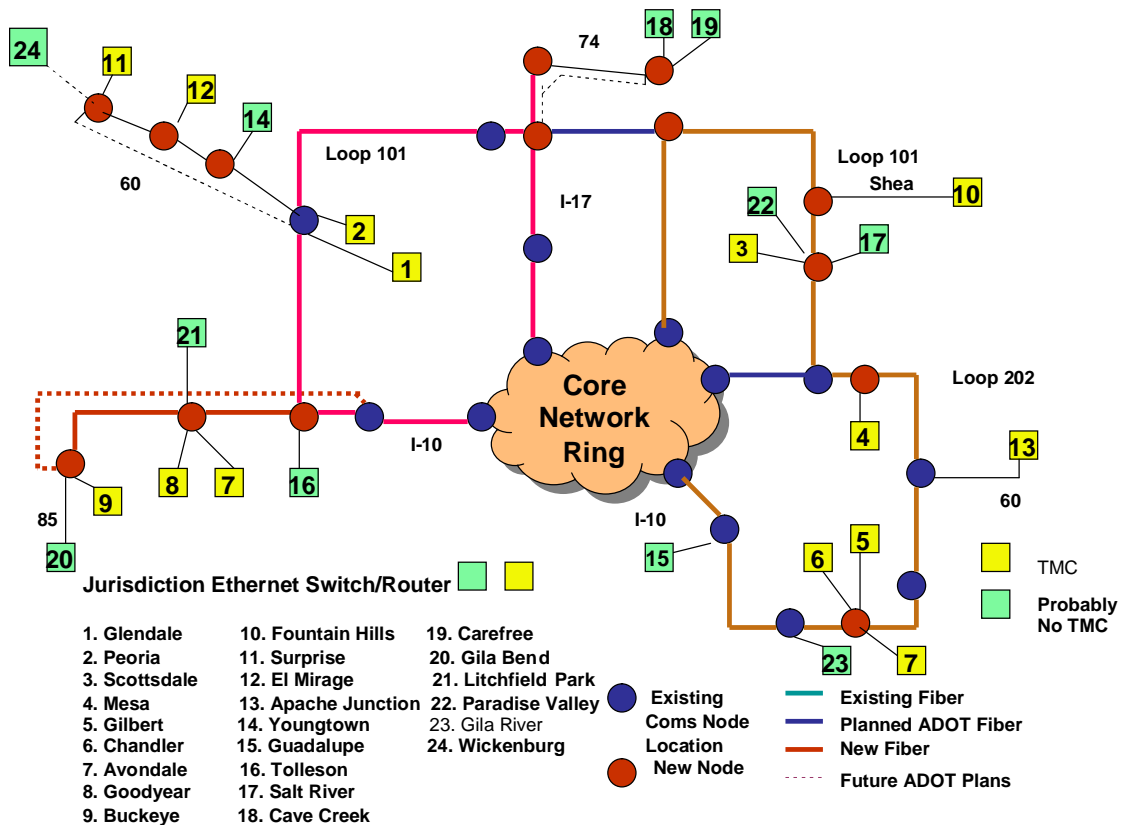 18 19
74
24
11
12
14
Loop 101
60
I-17
Loop 101
Shea
10
22
17
3
2
1
21
Core
Network
Ring
Loop 202
I-10
4
13
60
16
8 7
9
85
20
I-10
15
5
6
23
7
TMC
Probably
No TMC
Jurisdiction Ethernet Switch/Router
1. Glendale
2. Peoria
3. Scottsdale
4. Mesa
5. Gilbert
6. Chandler
7. Avondale
8. Goodyear
9. Buckeye
10. Fountain Hills
11. Surprise
12. El Mirage
13. Apache Junction
14. Youngtown
15. Guadalupe
16. Tolleson
17. Salt River
18. Cave Creek
19. Carefree
20. Gila Bend
21. Litchfield Park
22. Paradise Valley
23. Gila River
24. Wickenburg
Existing
Coms Node
Location
New Node
Existing Fiber
Planned ADOT Fiber
New Fiber
Future ADOT Plans